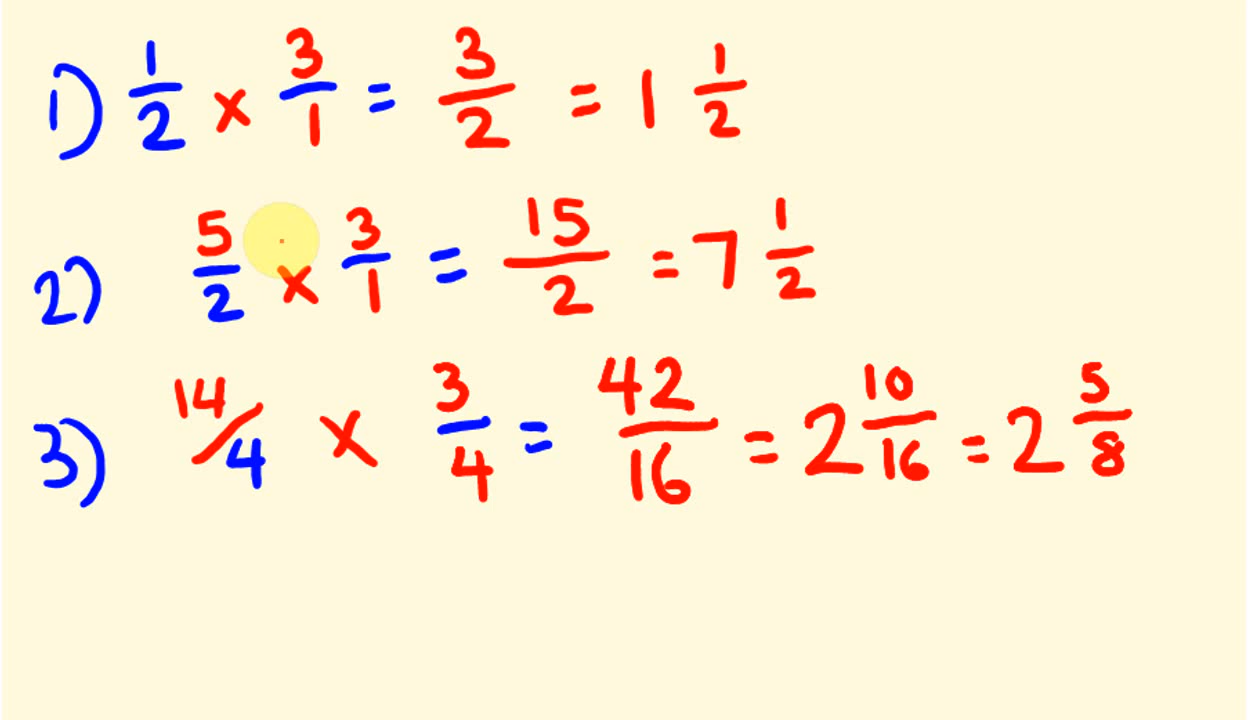 1) 1/2 x 3/1 = 3/2 = 1 1/2
2) 5/2 x 3/1 = 15/2 = 7 1/2
3) 14/4 x 3/4 = 42/16 = 2 10/16 = 2 5/8